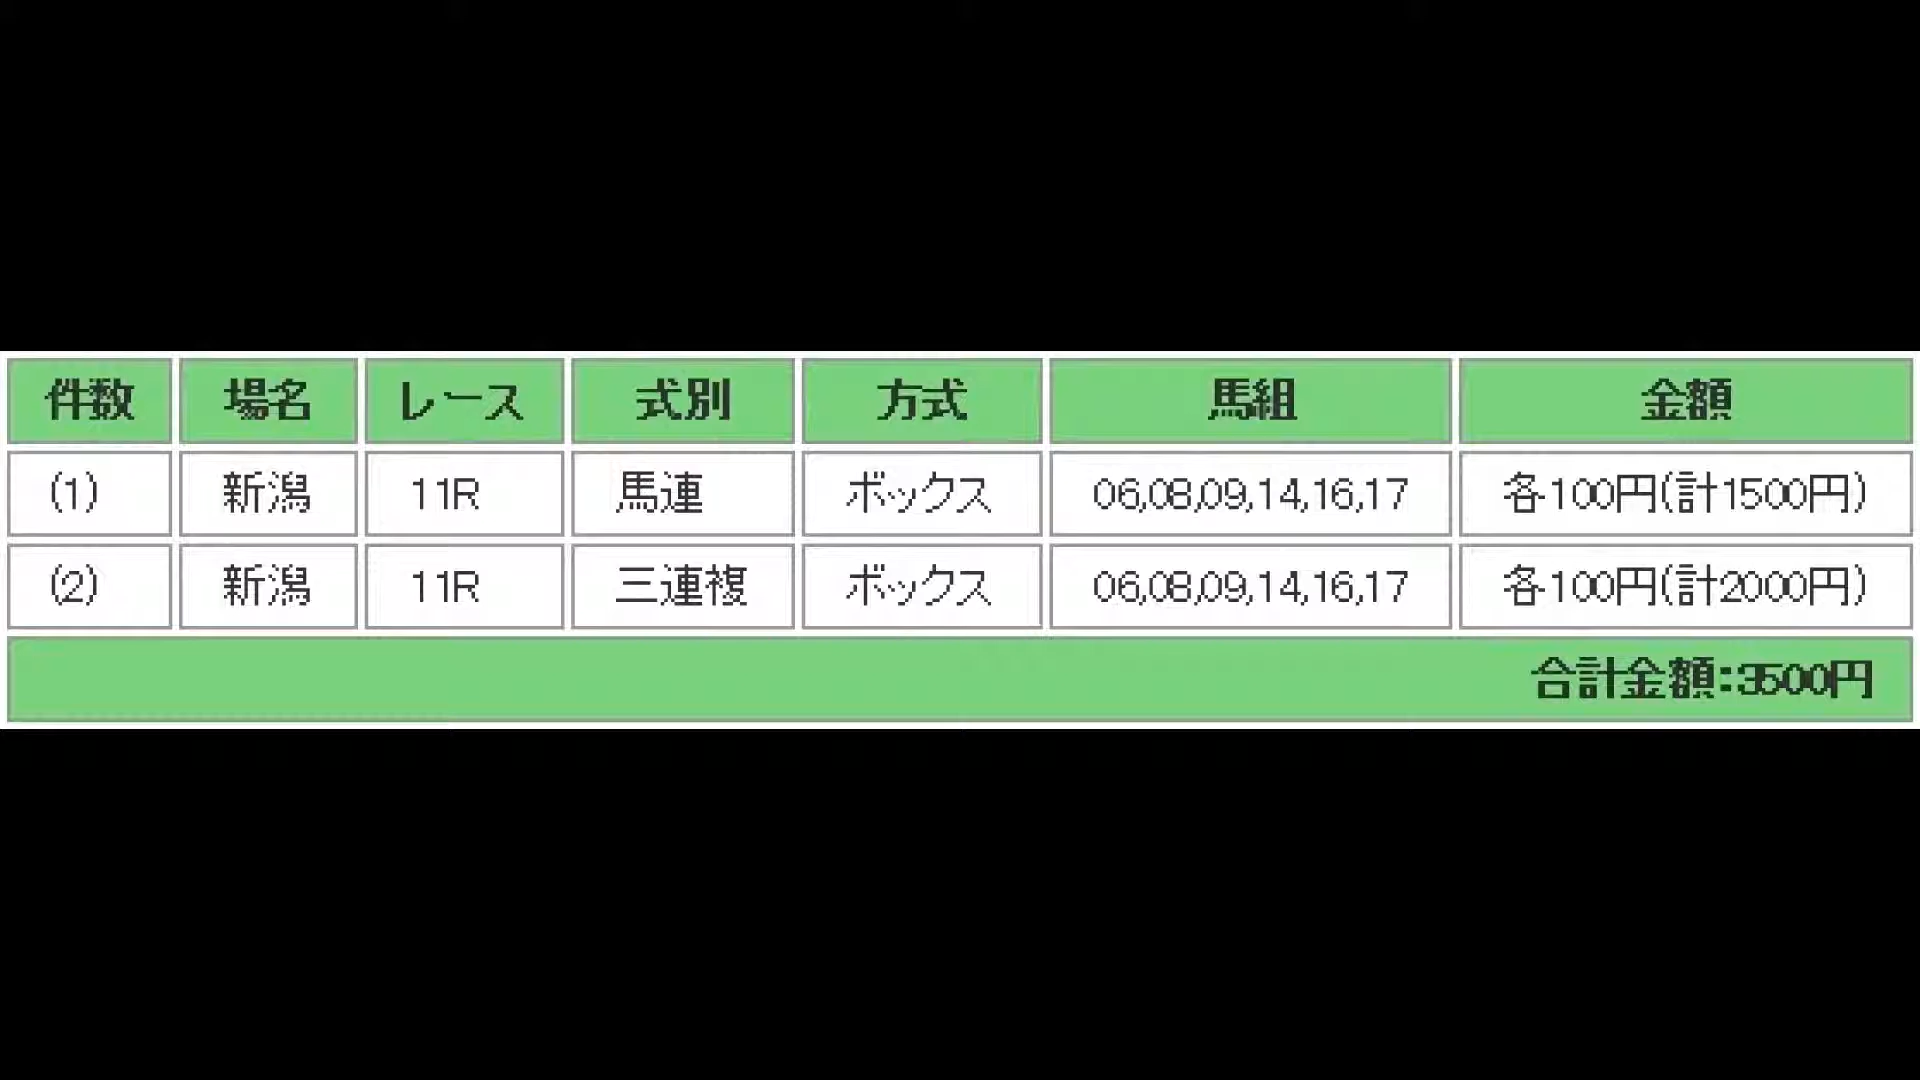 件数 場名 レース 式別 方式 馬組 金額
(1) 新潟 11R 馬連 ボックス 06,08,09,14,16,17 各100円(計1500円)
(2) 新潟 11R 三連複 ボックス 06,08,09,14,16,17 各100円(計2000円)
合計金額:3500円